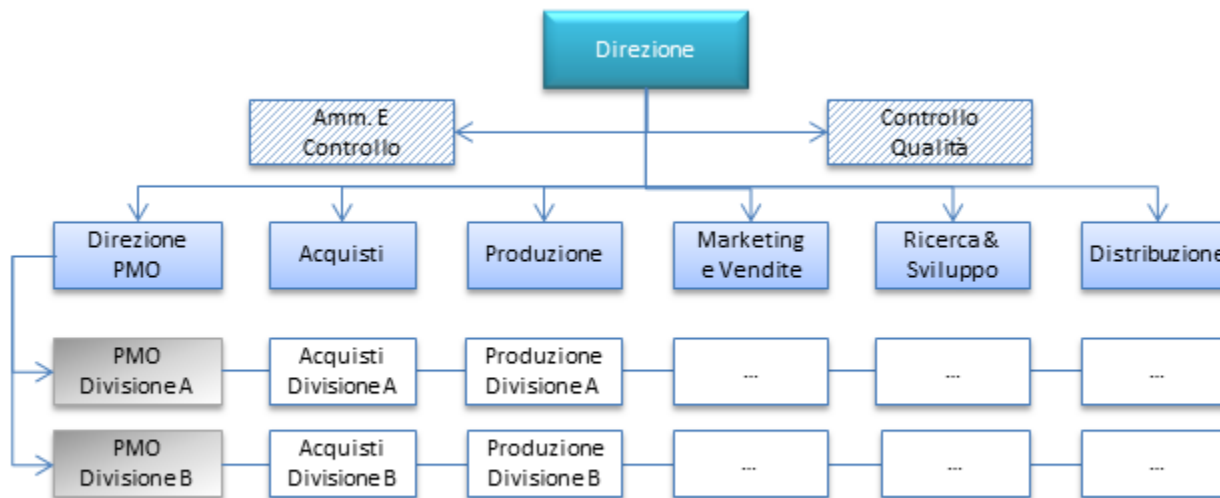 Direzione
Amm. E
Controllo
Controllo
Qualità
Direzione
PMO
Acquisti
Produzione
Marketing
e Vendite
Ricerca &
Sviluppo
Distribuzione
PMO
Divisione A
Acquisti
Divisione A
Produzione
Divisione A
...
...
...
PMO
Divisione B
Acquisti
Divisione B
Produzione
Divisione B
...
...
...